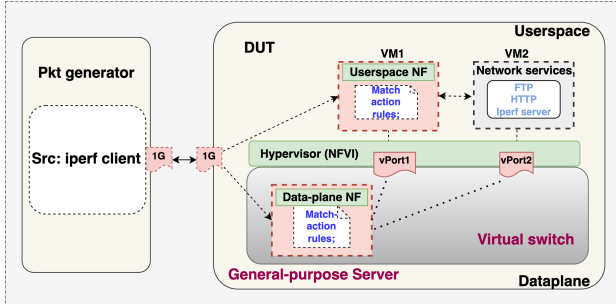 Userspace
DUT
VM1
VM2
Pkt generator
Userspace NF
Match
action
rules;
Network services
FTP
HTTP
Iperf server
Src: iperf client
1G
1G
Hypervisor (NFVI)
vPort1
vPort2
Data-plane NF
Match-
action
rules;
Virtual switch
General-purpose Server
Dataplane